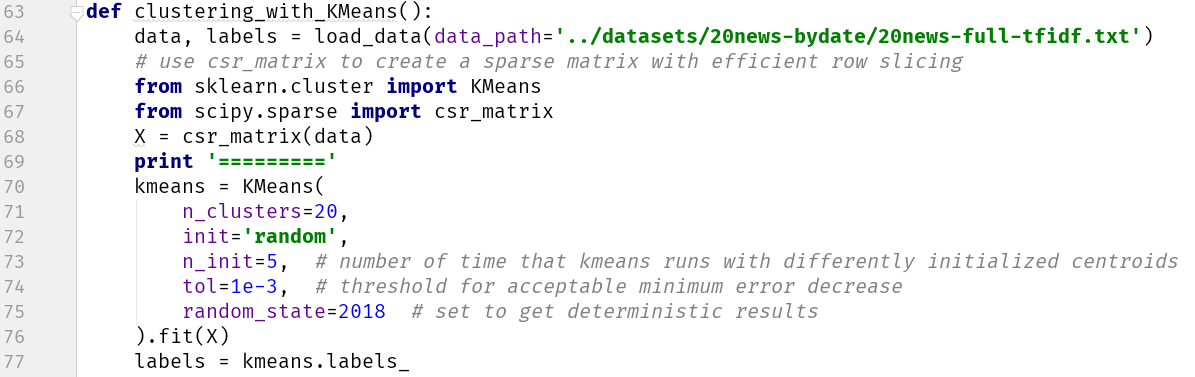 63 def clustering_with_KMeans():
64     data, labels = load_data(data_path='../datasets/20news-bydate/20news-full-tfidf.txt')
65     # use csr_matrix to create a sparse matrix with efficient row slicing
66     from sklearn.cluster import KMeans
67     from scipy.sparse import csr_matrix
68     X = csr_matrix(data)
69     print '========='
70     kmeans = KMeans(
71         n_clusters=20,
72         init='random',
73         n_init=5,  # number of time that kmeans runs with differently initialized centroids
74         tol=1e-3,  # threshold for acceptable minimum error decrease
75         random_state=2018  # set to get deterministic results
76     ).fit(X)
77     labels = kmeans.labels_